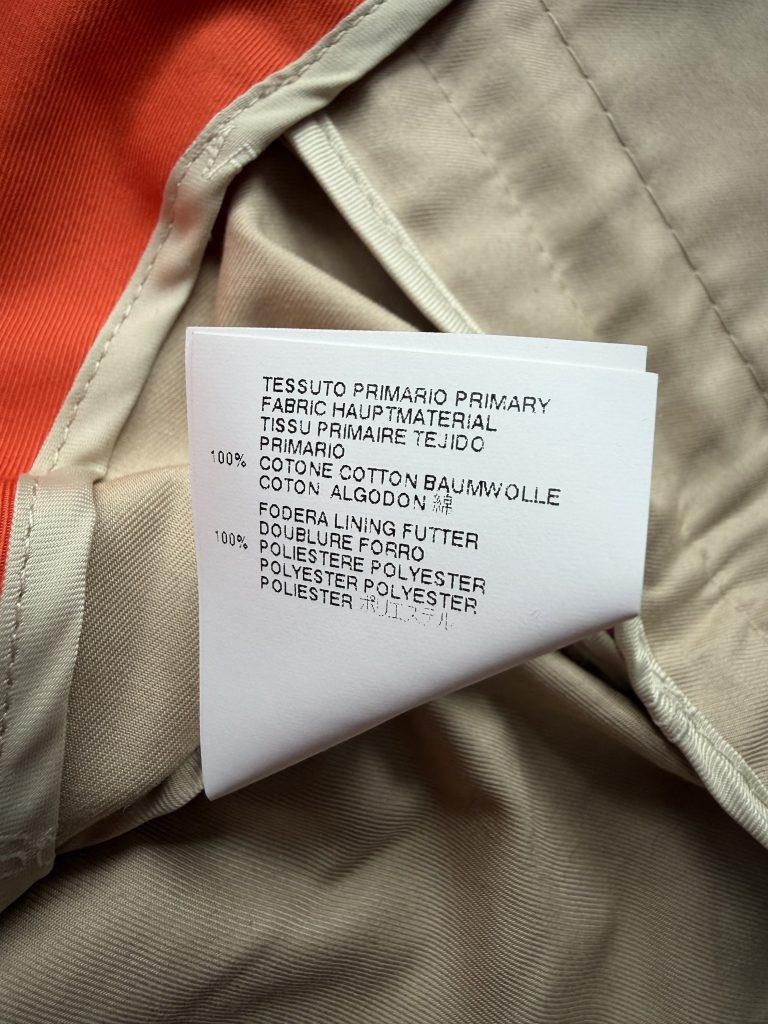 TESSUTO PRIMARIO PRIMARY
FABRIC HAUPTMATERIAL
TISSU PRIMAIRE TEJIDO
PRIMARIO
100% COTONE COTTON BAUMWOLLE
COTON ALGODON 綿
FODERA LINING FUTTER
DOUBLURE FORRO
100% POLIESTERE POLYESTER
POLYESTER POLYESTER
POLIESTER ポリエステル